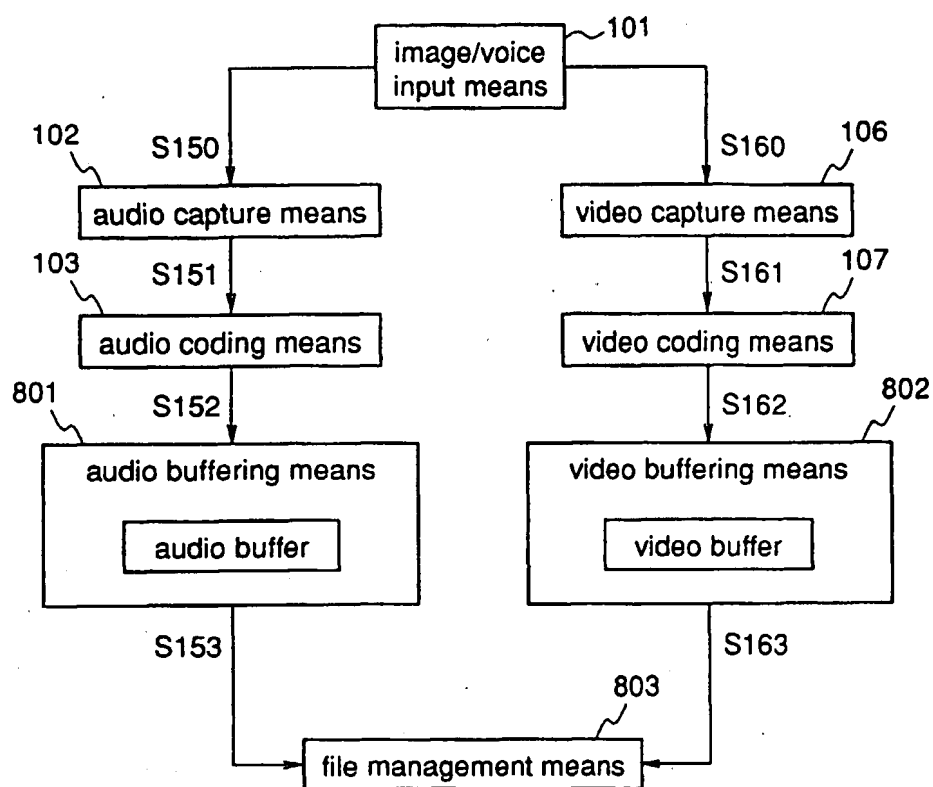 101
image/voice
input means
102
S150
S160
106
audio capture means
video capture means
103
S151
S161
107
audio coding means
video coding means
801
S152
S162
802
audio buffering means
video buffering means
audio buffer
video buffer
S153
S163
803
file management means